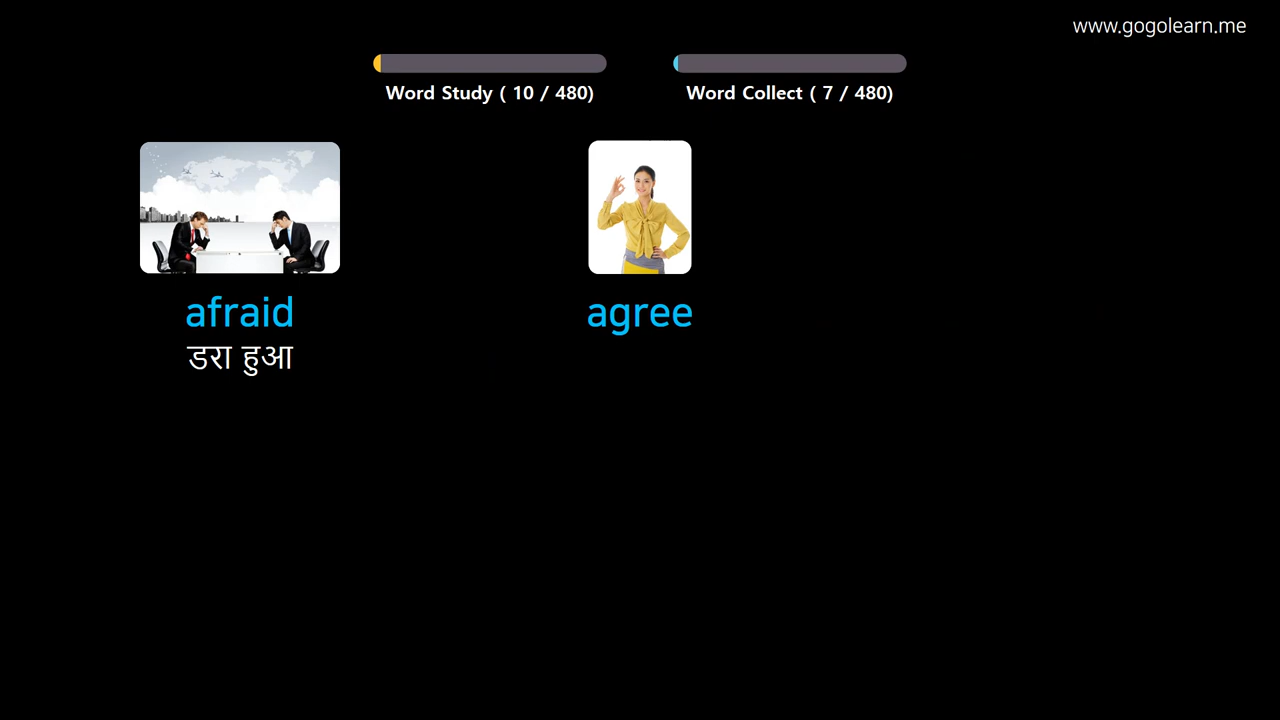 www.gogolearn.me
Word Study ( 10 / 480)
Word Collect ( 7 / 480)
afraid
डरा हुआ
agree